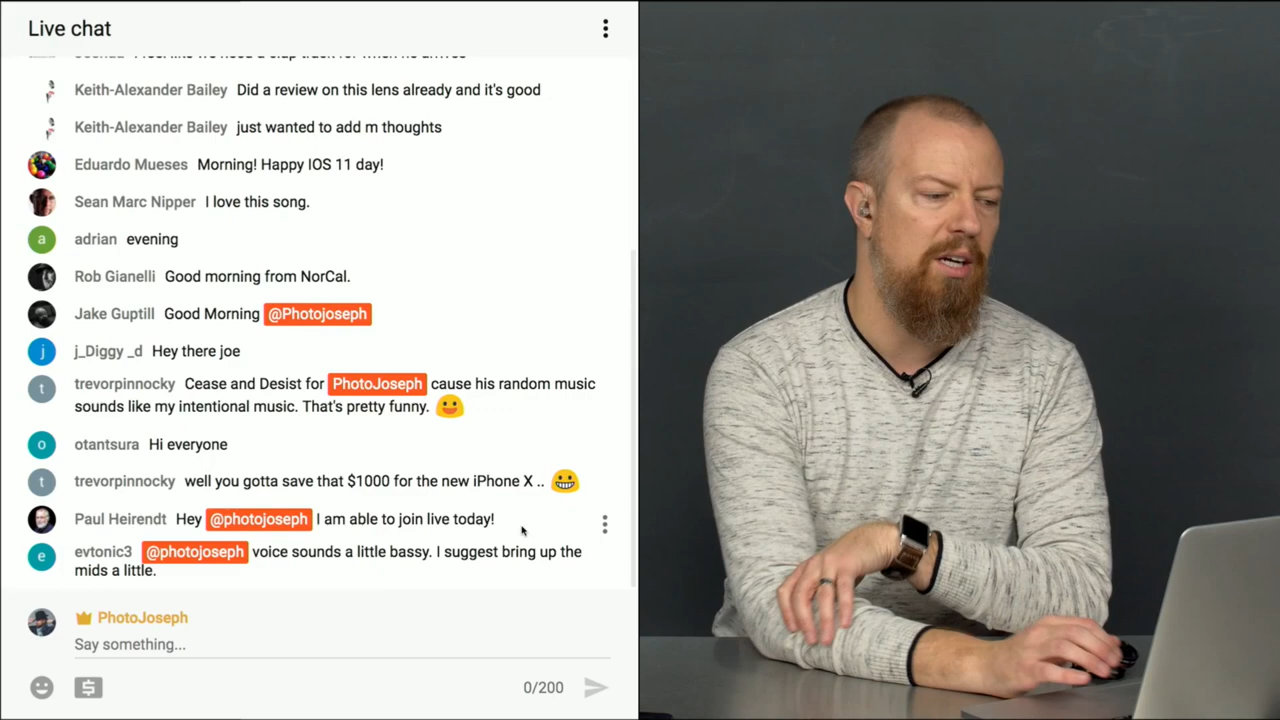 Live chat
Keith-Alexander Bailey Did a review on this lens already and it's good
Keith-Alexander Bailey just wanted to add m thoughts
Eduardo Mueses Morning! Happy IOS 11 day!
Sean Marc Nipper I love this song.
a adrian evening
Rob Gianelli Good morning from NorCal.
Jake Guptill Good Morning @Photojoseph
j j_Diggy _d Hey there joe
t trevorpinnocky Cease and Desist for PhotoJoseph cause his random music
sounds like my intentional music. That's pretty funny.
o otantsura Hi everyone
t trevorpinnocky well you gotta save that $1000 for the new iPhone X ..
Paul Heirendt Hey @photojoseph I am able to join live today!
e evtonic3 @photojoseph voice sounds a little bassy. I suggest bring up the
mids a little.
PhotoJoseph
Say something...
$ 0/200